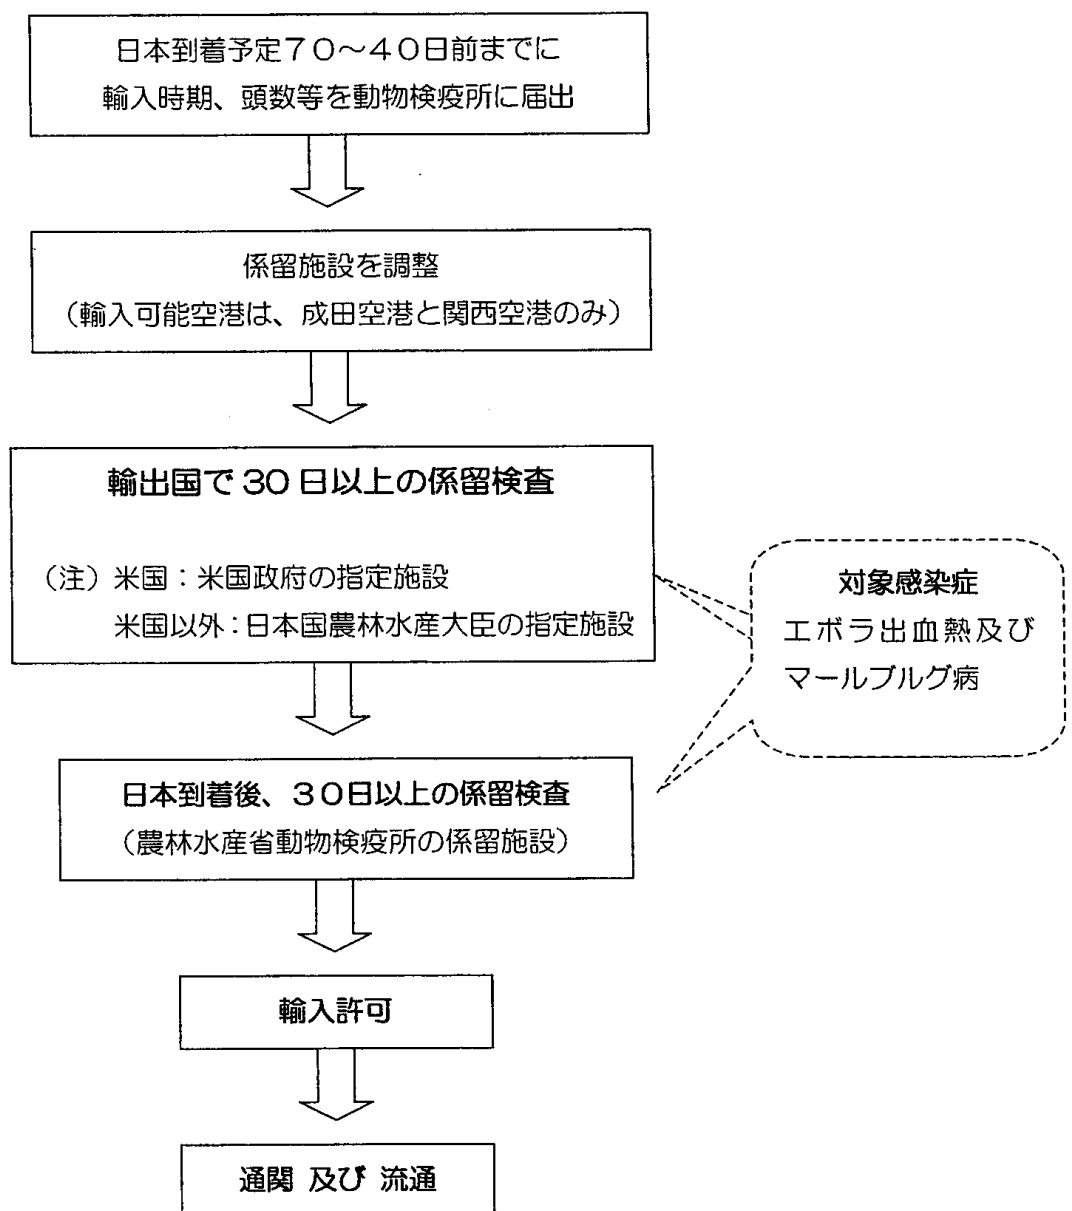 日本到着予定７０～４０日前までに
輸入時期、頭数等を動物検疫所に届出
係留施設を調整
（輸入可能空港は、成田空港と関西空港のみ）
輸出国で 30 日以上の係留検査
（注）米国：米国政府の指定施設
米国以外：日本国農林水産大臣の指定施設
対象感染症
エボラ出血熱及び
マールブルグ病
日本到着後、３０日以上の係留検査
（農林水産省動物検疫所の係留施設）
輸入許可
通関 及び 流通